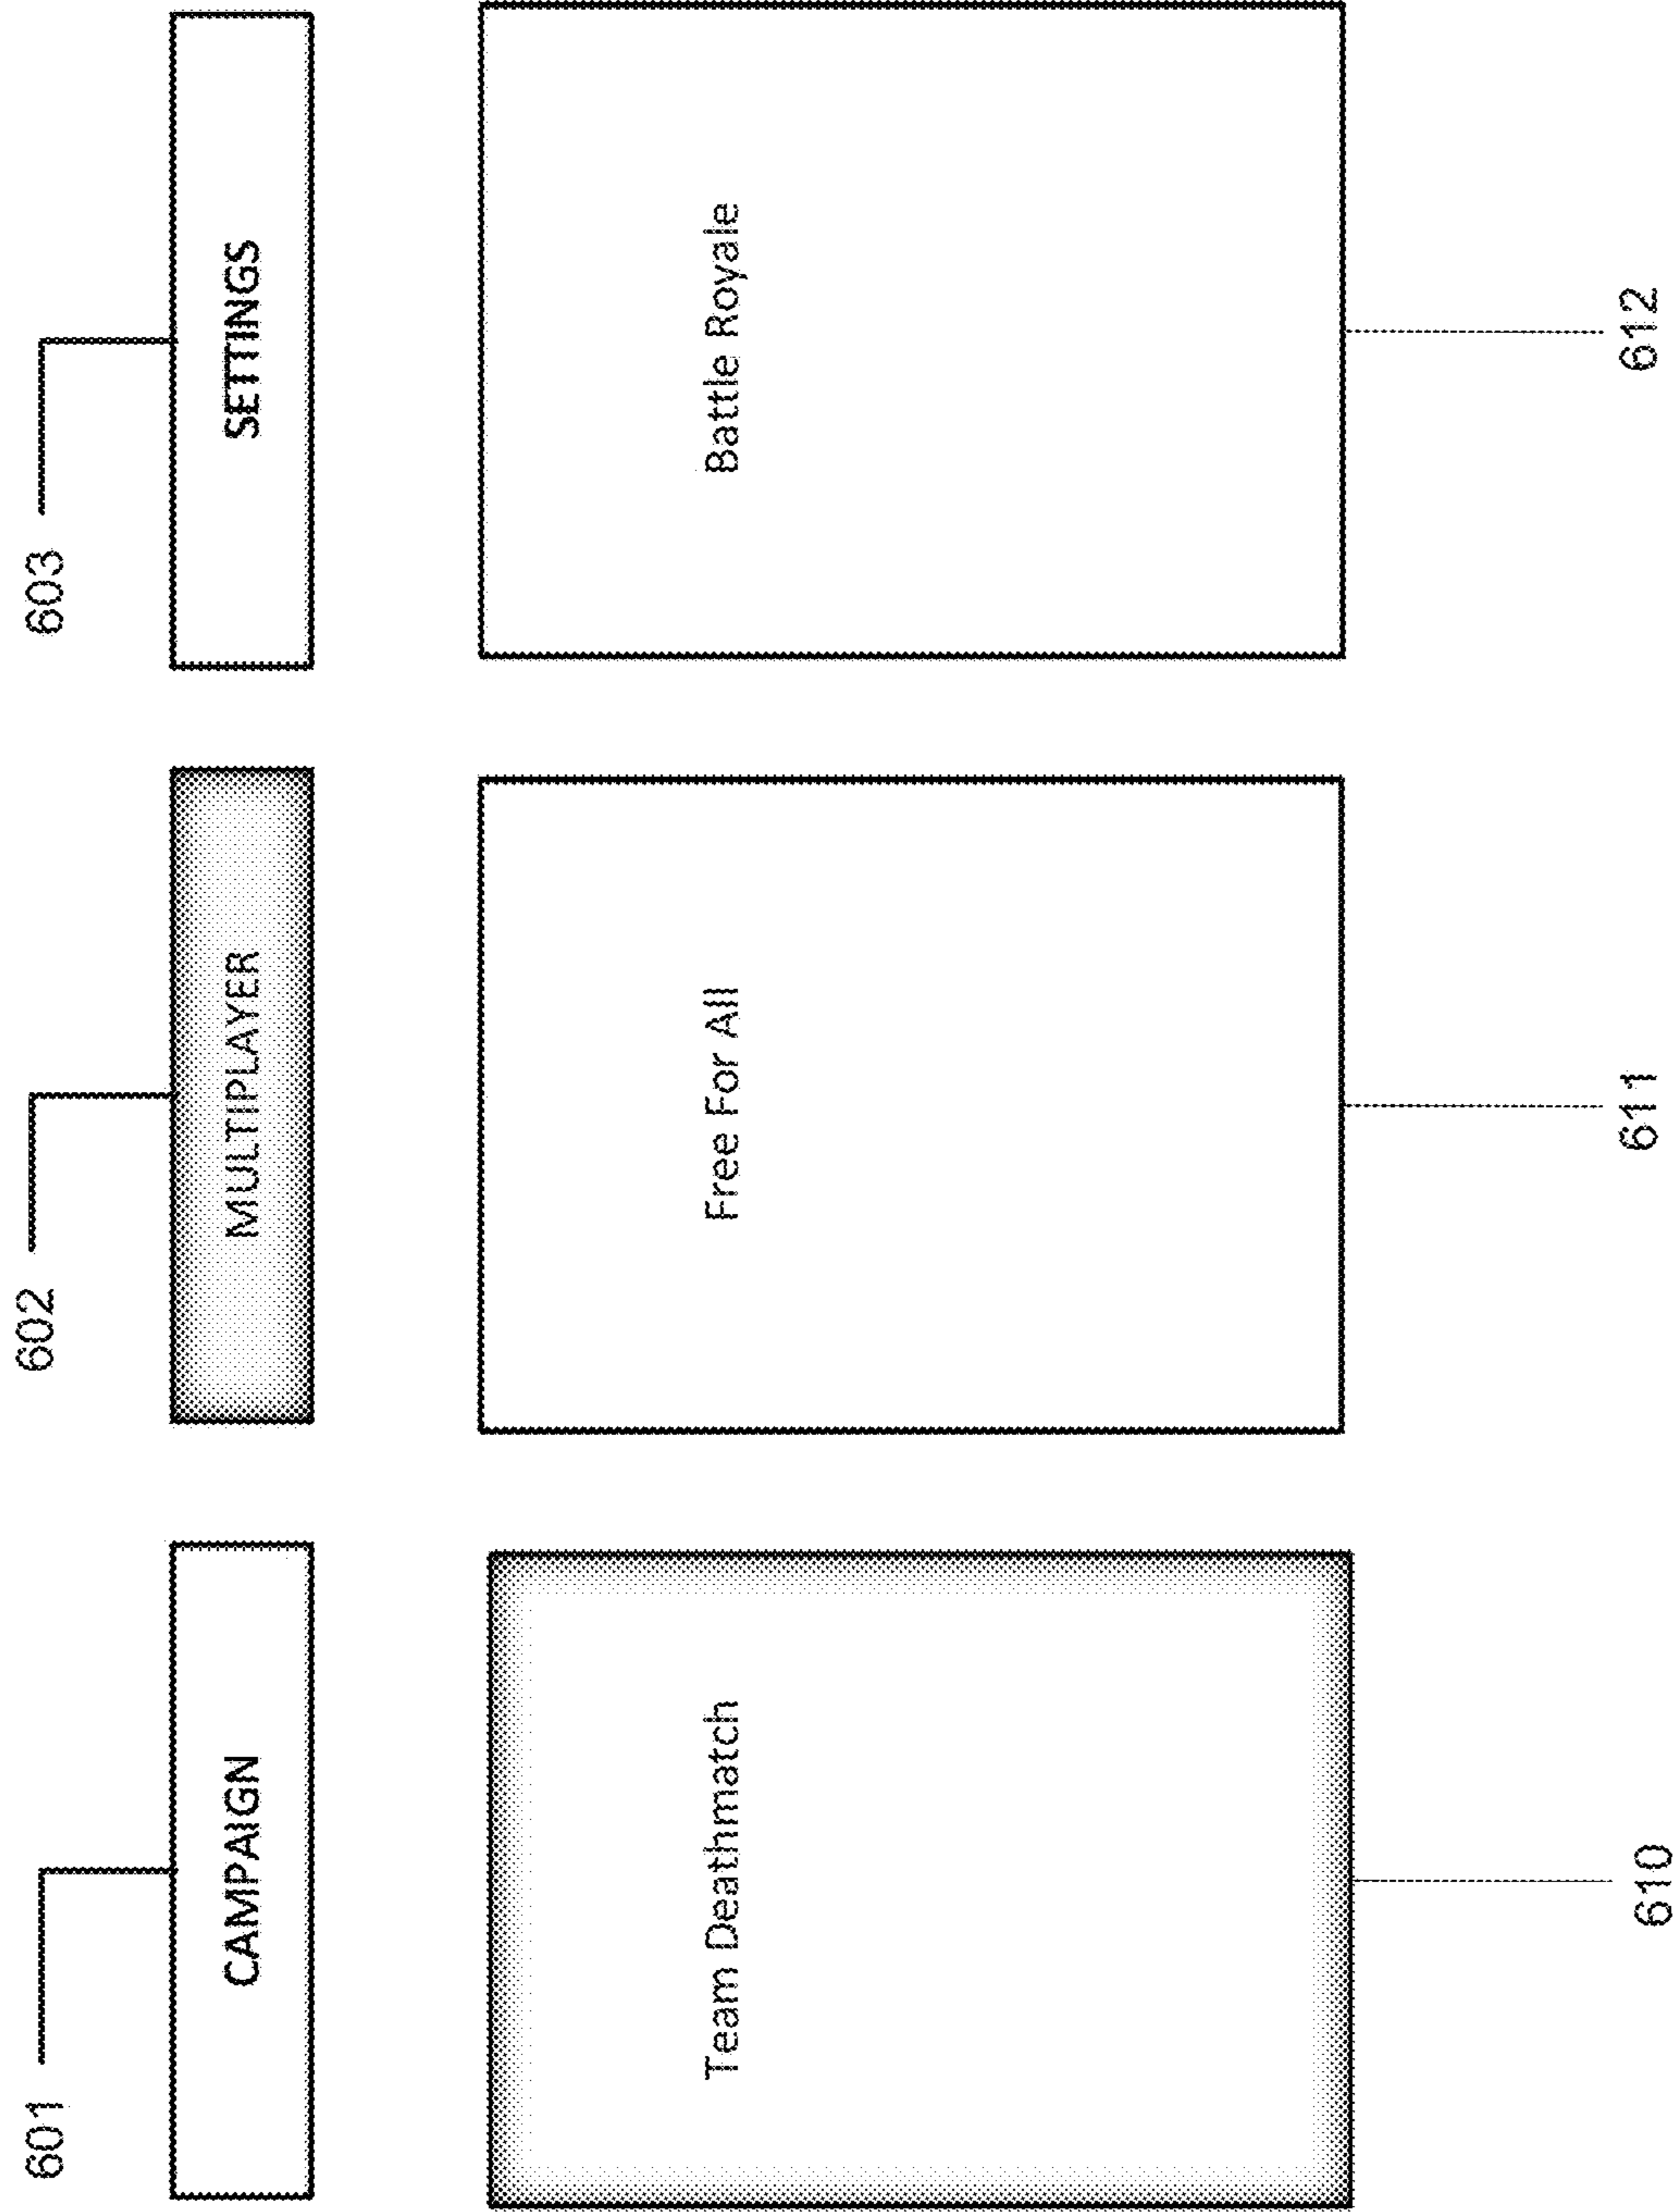 601
602
603
CAMPAIGN
MULTIPLAYER
SETTINGS
Team Deathmatch
Free For All
Battle Royale
610
611
612